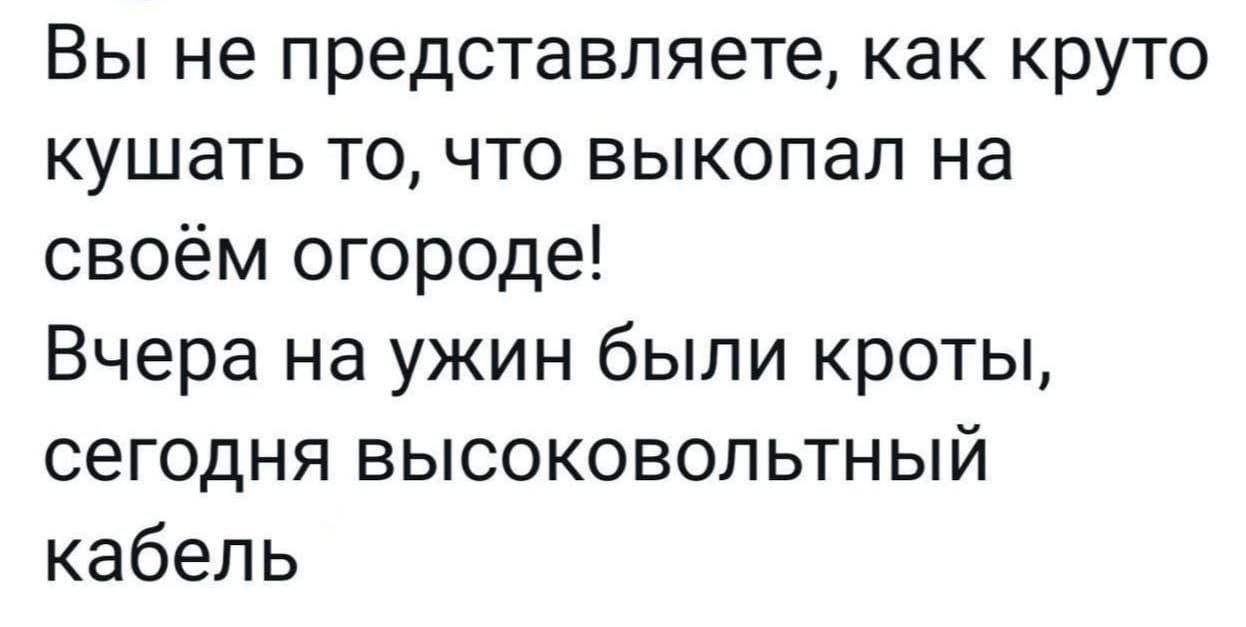 Вы не представляете, как круто
кушать то, что выкопал на
своём огороде!
Вчера на ужин были кроты,
сегодня высоковольтный
кабель